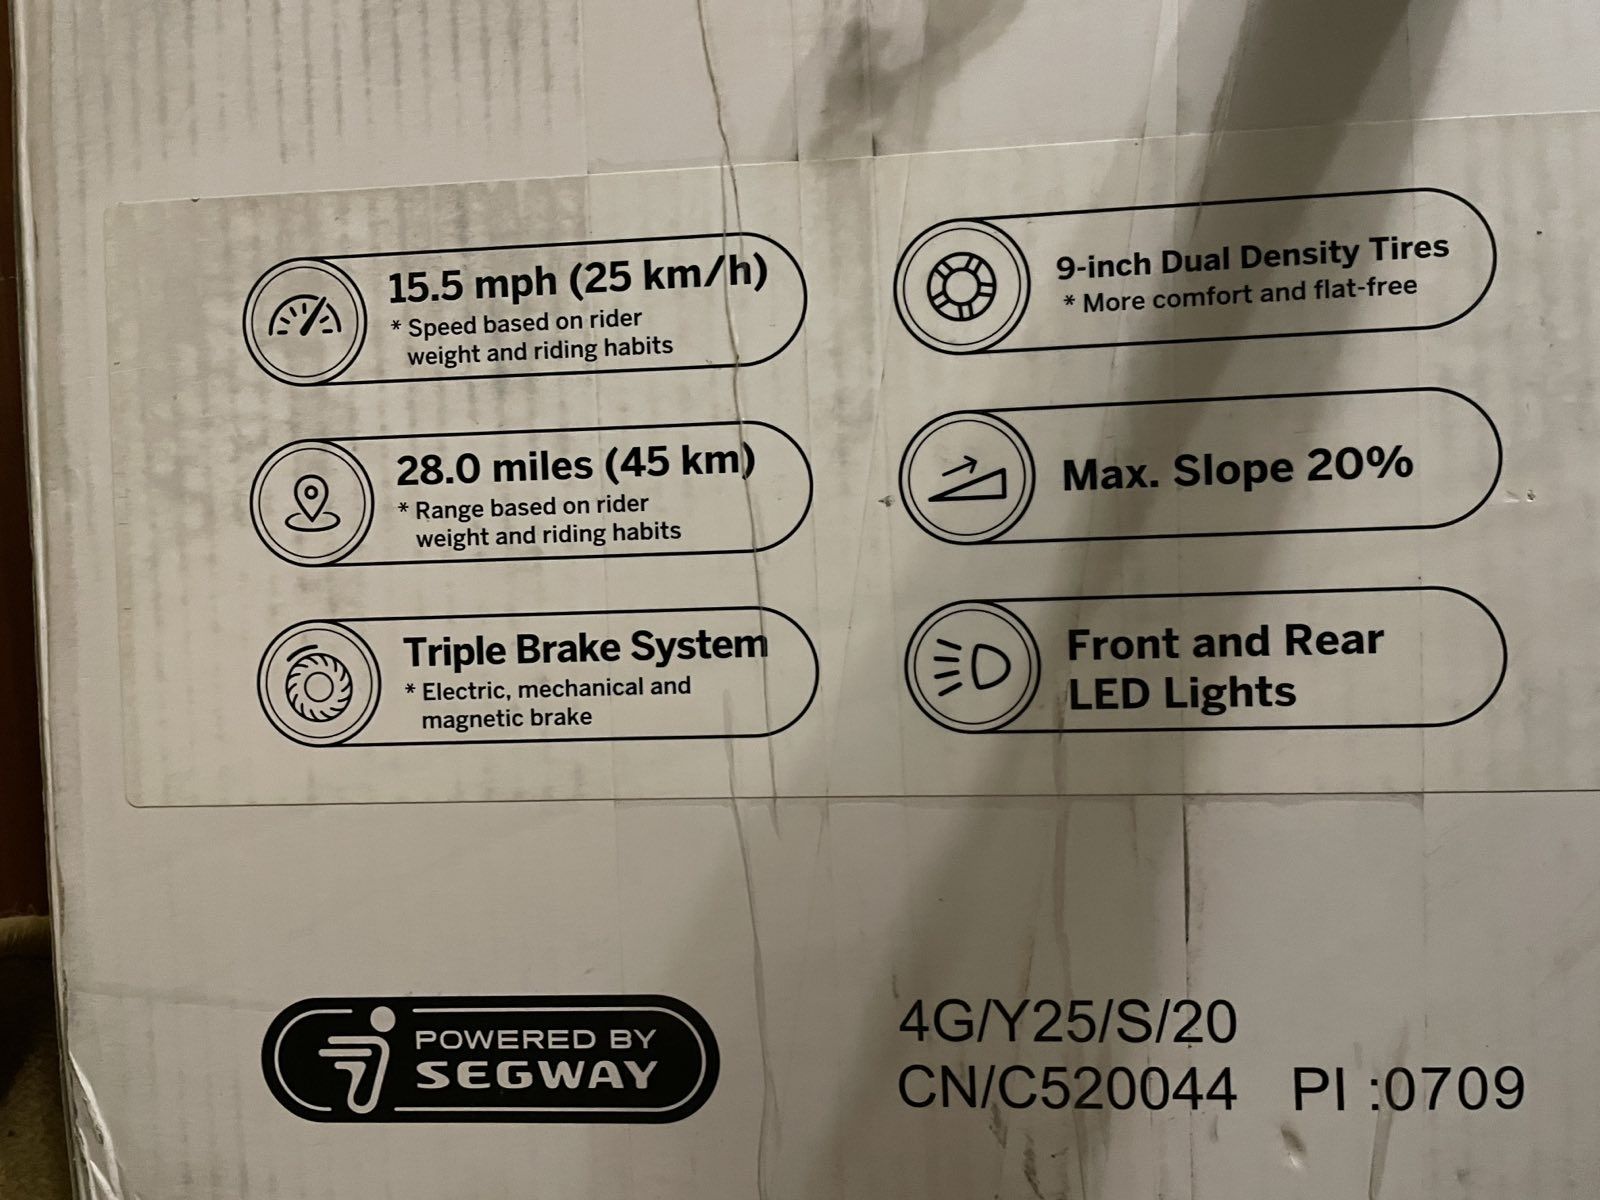 15.5 mph (25 km/h)
* Speed based on rider
weight and riding habits
28.0 miles (45 km)
* Range based on rider
weight and riding habits
Triple Brake System
* Electric, mechanical and
magnetic brake
9-inch Dual Density Tires
* More comfort and flat-free
Max. Slope 20%
Front and Rear
LED Lights
POWERED BY
SEGWAY
4G/Y25/S/20
CN/C520044 PI :0709